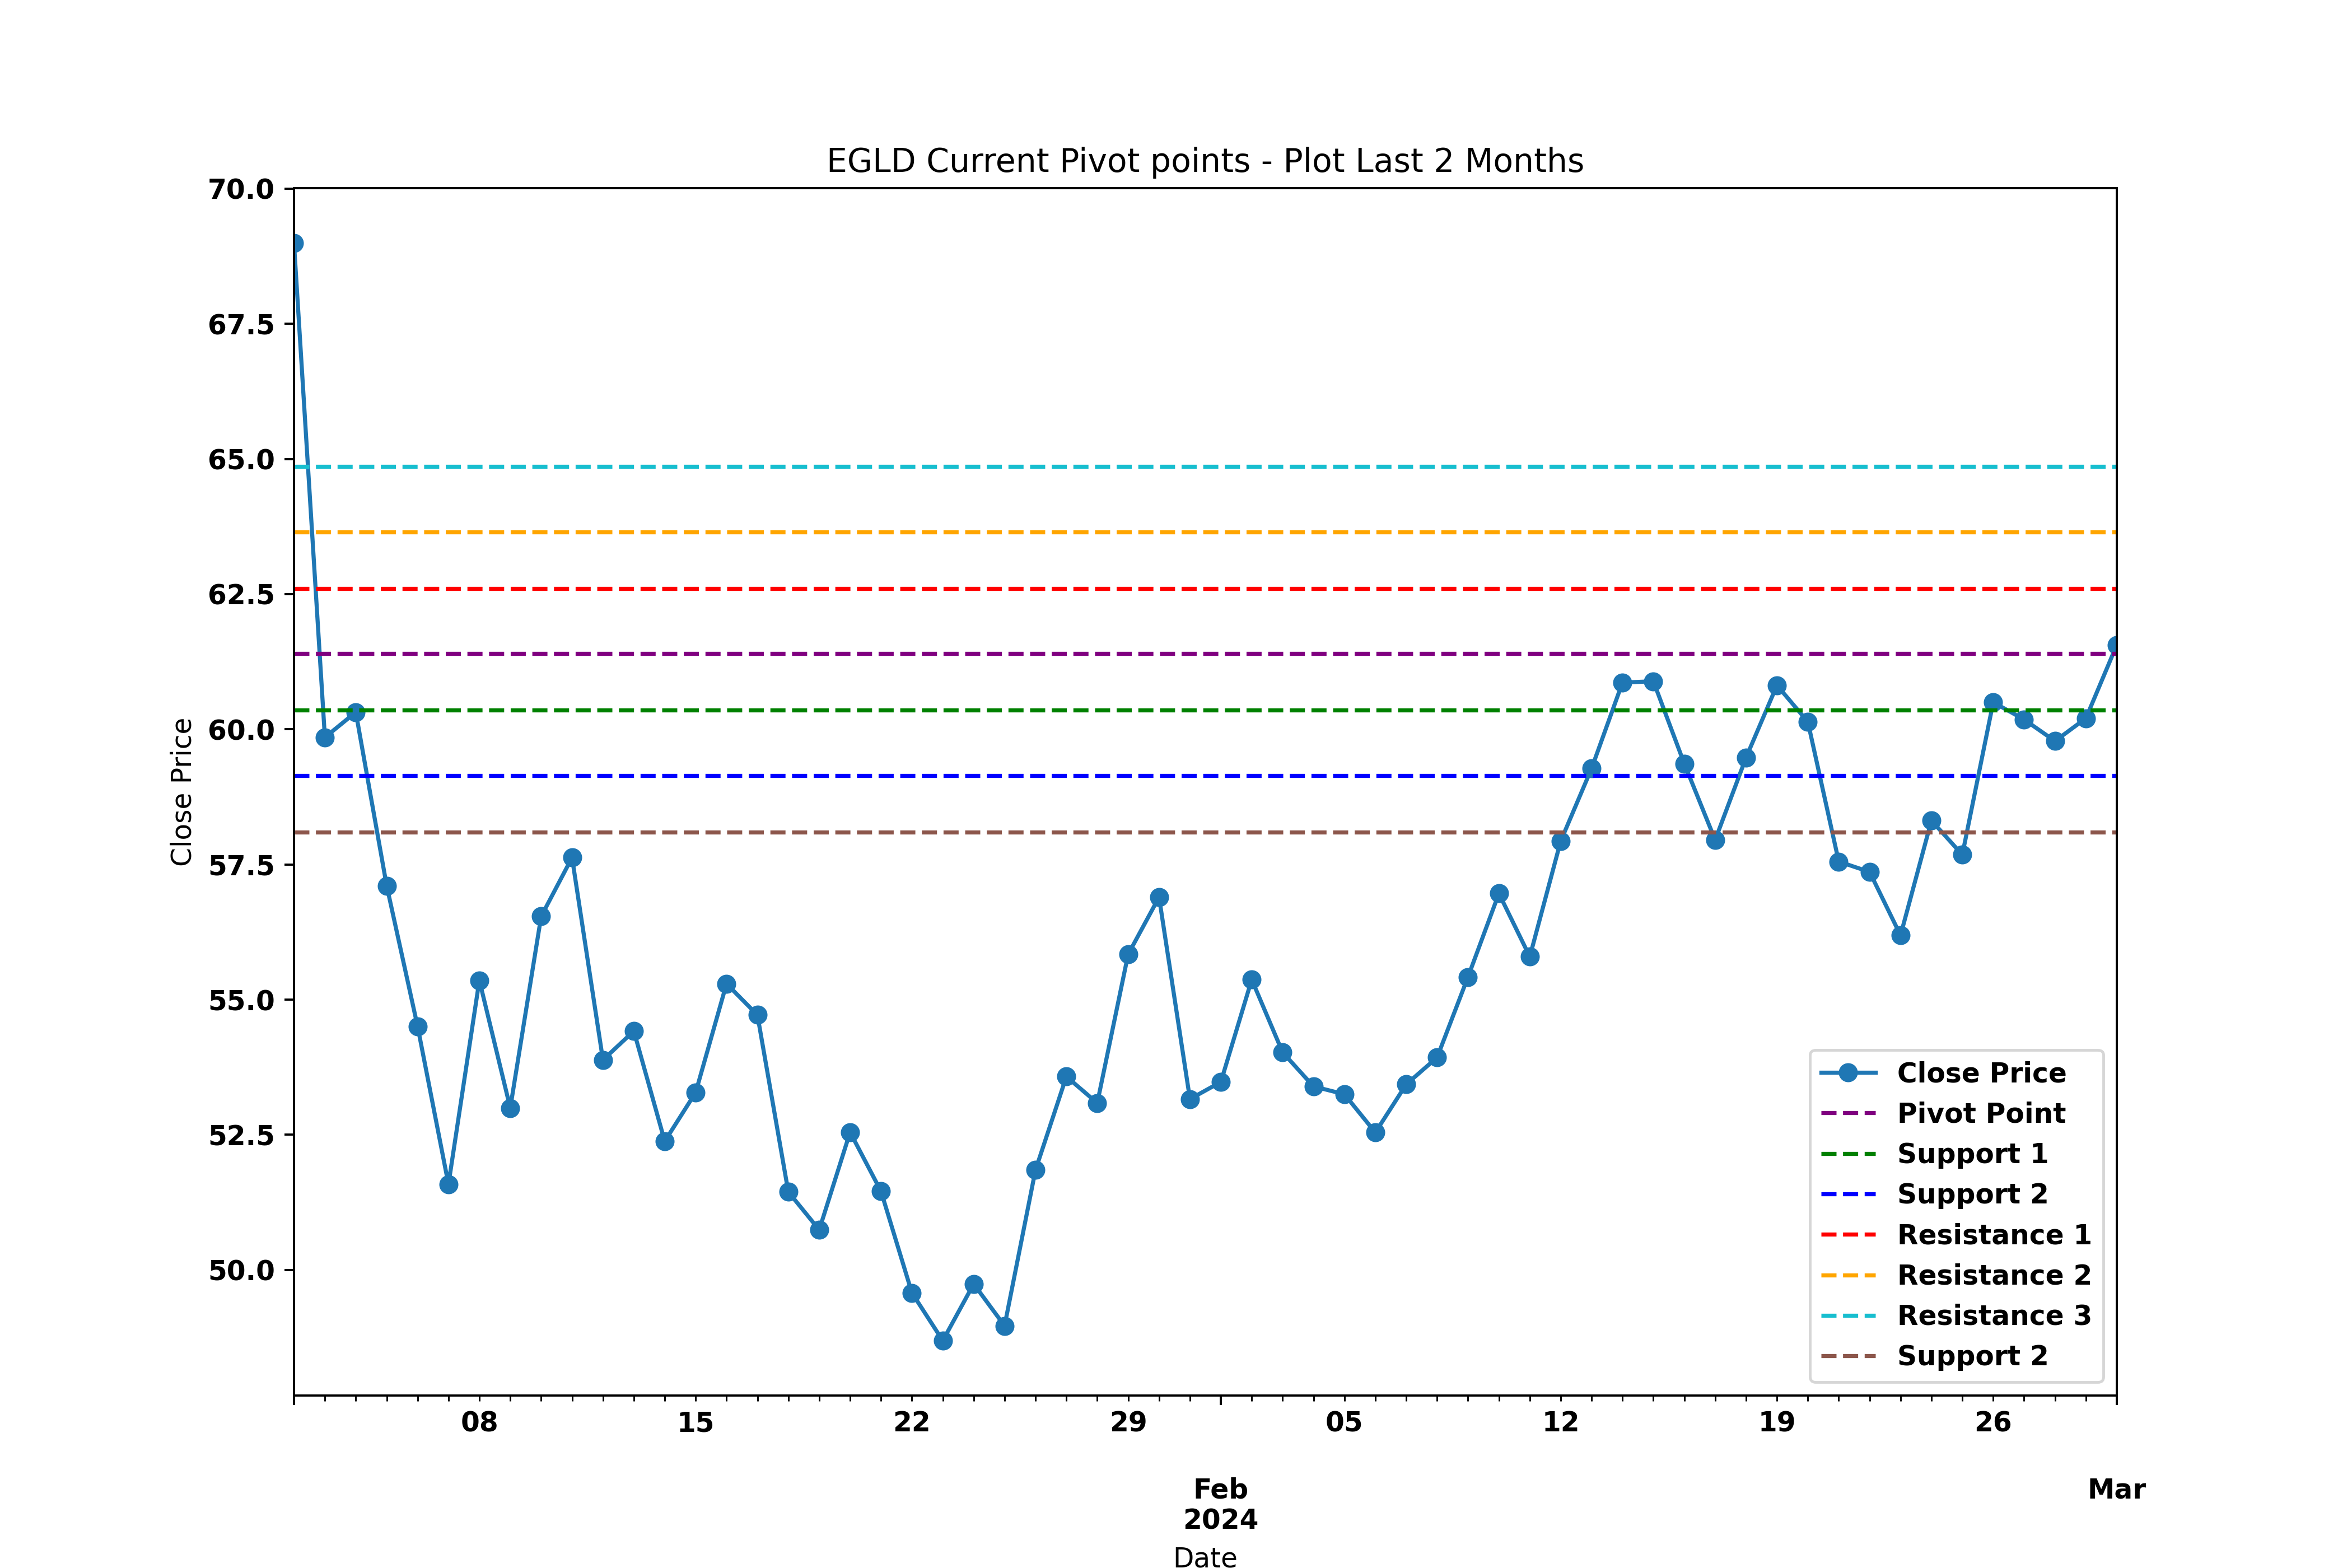 EGLD Current Pivot points - Plot Last 2 Months
70.0
67.5
65.0
62.5
60.0
57.5
55.0
52.5
50.0
Close Price
Close Price
Pivot Point
Support 1
Support 2
Resistance 1
Resistance 2
Resistance 3
Support 2
08 15 22 29 05 12 19 26
Feb Mar
2024
Date